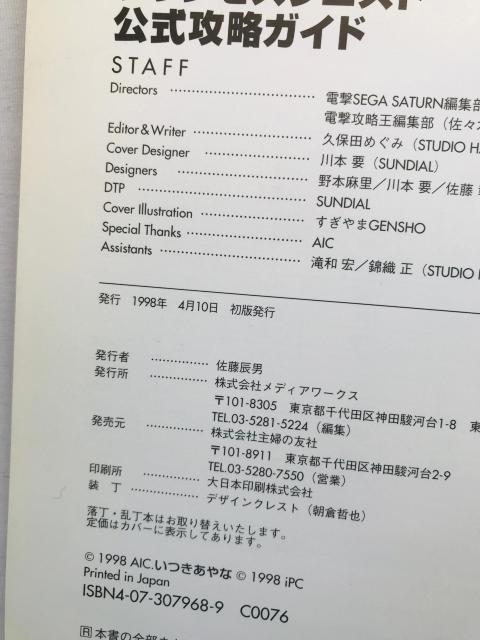 公式攻略ガイド
STAFF
Directors ………………………… 電撃SEGA SATURN編集部
電撃攻略王編集部（佐々
Editor&Writer ………………………… 久保田めぐみ（STUDIO H
Cover Designer ……………………… 川本 要（SUNDIAL）
Designers ………………………… 野本麻里／川本 要／佐藤
DTP ………………………… SUNDIAL
Cover Illustration ………………… すぎやまGENSHO
Special Thanks ………………… AIC
Assistants ………………………… 滝和 宏／錦織 正（STUDIO
発行 1998年 4月10日 初版発行
発行者 …………… 佐藤辰男
発行所 …………… 株式会社メディアワークス
〒101-8305 東京都千代田区神田駿河台1-8 東
TEL.03-5281-5224（編集）
発売元 …………… 株式会社主婦の友社
〒101-8911 東京都千代田区神田駿河台2-9
TEL.03-5280-7550（営業）
印刷所 …………… 大日本印刷株式会社
装 丁 …………… デザインクレスト（朝倉哲也）
落丁・乱丁本はお取り替えいたします。
定価はカバーに表示してあります。
© 1998 AIC.いつきあやな © 1998 iPC
Printed in Japan
ISBN4-07-307968-9 C0076
Ⓡ本書の全部